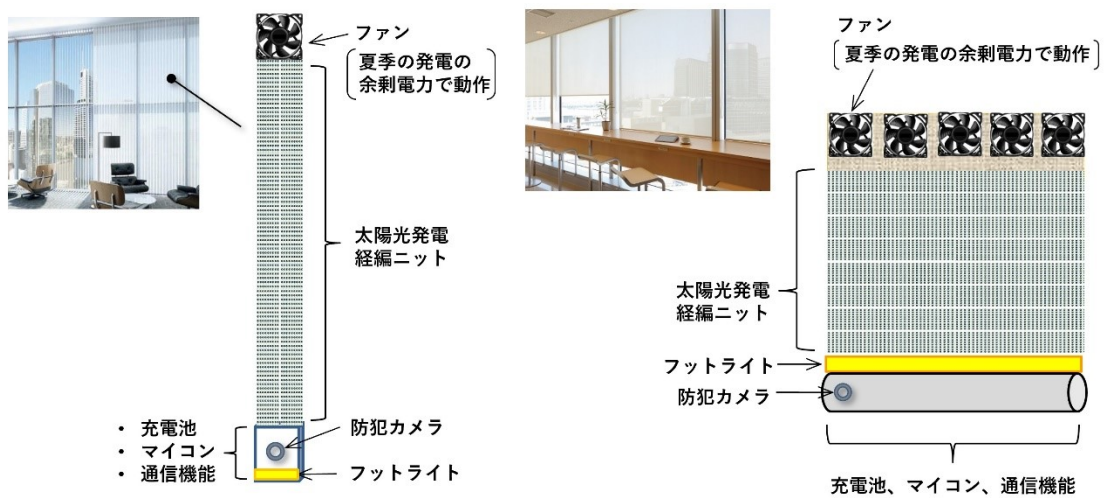 ファン
夏季の発電の
余剰電力で動作
太陽光発電
経編ニット
・ 充電池
・ マイコン
・ 通信機能
防犯カメラ
フットライト
ファン
夏季の発電の余剰電力で動作
太陽光発電
経編ニット
フットライト
防犯カメラ
充電池、マイコン、通信機能